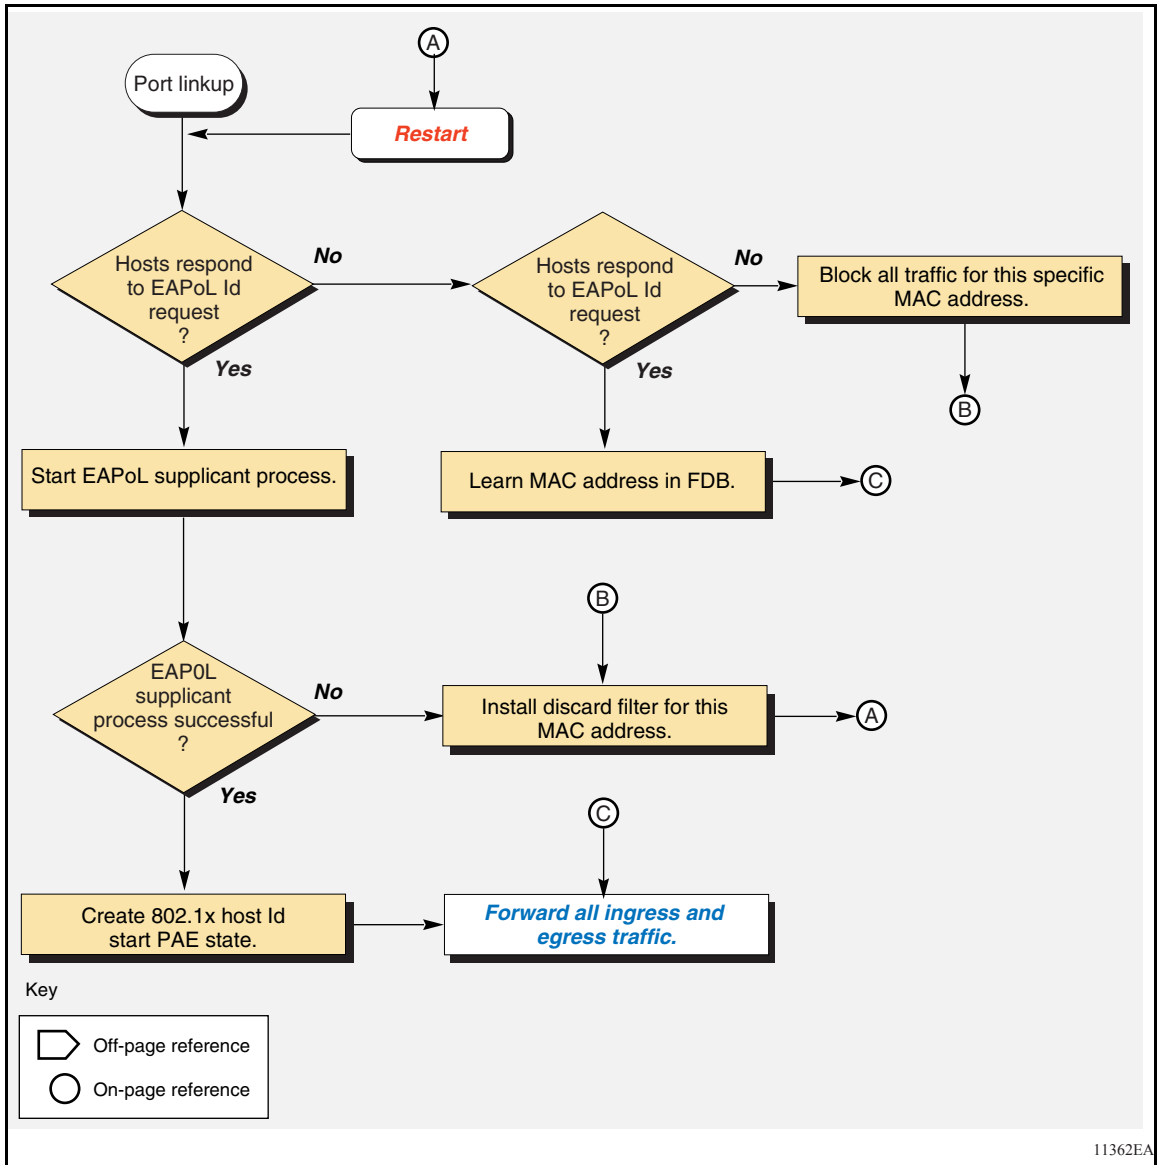 A
Port linkup
Restart
Hosts respond
to EAPoL Id
request
?
No
Yes
Hosts respond
to EAPoL Id
request
?
No
Yes
Block all traffic for this specific
MAC address.
B
Start EAPoL supplicant process.
Learn MAC address in FDB.
C
B
EAP0L
supplicant
process successful
?
No
Yes
Install discard filter for this
MAC address.
A
C
Create 802.1x host Id
start PAE state.
Forward all ingress and
egress traffic.
Key
Off-page reference
On-page reference
11362EA